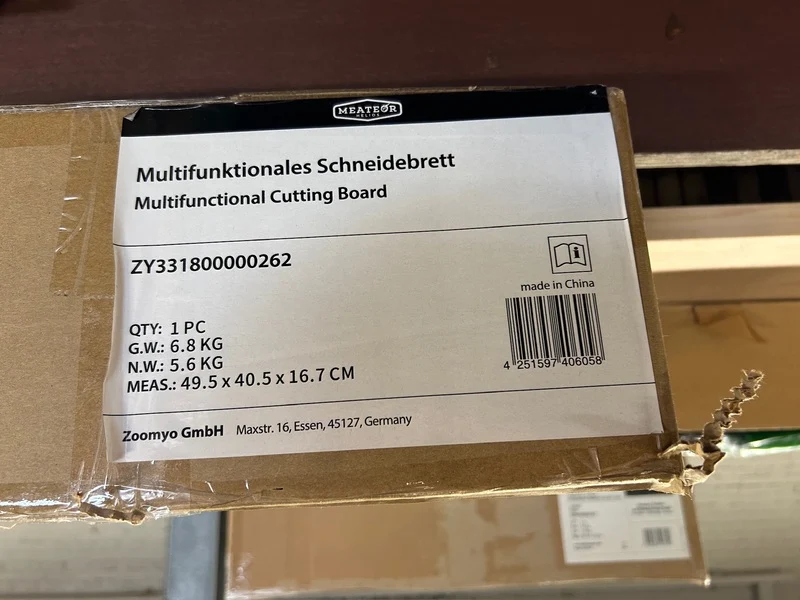 MEATEOR
HELIOS
Multifunktionales Schneidebrett
Multifunctional Cutting Board
ZY331800000262
made in China
QTY: 1 PC
G.W.: 6.8 KG
N.W.: 5.6 KG
MEAS.: 49.5 x 40.5 x 16.7 CM
4 251597 406058
Zoomyo GmbH Maxstr. 16, Essen, 45127, Germany